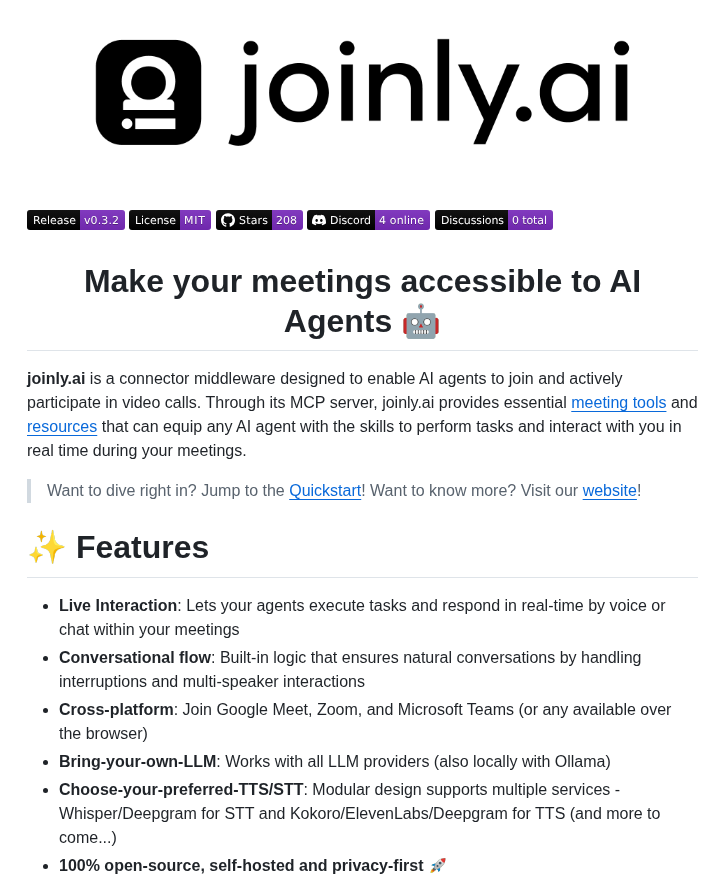 joinly.ai
Release v0.3.2 License MIT Stars 208 Discord 4 online Discussions 0 total
Make your meetings accessible to AI
Agents 🤖
joinly.ai is a connector middleware designed to enable AI agents to join and actively
participate in video calls. Through its MCP server, joinly.ai provides essential meeting tools and
resources that can equip any AI agent with the skills to perform tasks and interact with you in
real time during your meetings.
Want to dive right in? Jump to the Quickstart! Want to know more? Visit our website!
✨ Features
• Live Interaction: Lets your agents execute tasks and respond in real-time by voice or
chat within your meetings
• Conversational flow: Built-in logic that ensures natural conversations by handling
interruptions and multi-speaker interactions
• Cross-platform: Join Google Meet, Zoom, and Microsoft Teams (or any available over
the browser)
• Bring-your-own-LLM: Works with all LLM providers (also locally with Ollama)
• Choose-your-preferred-TTS/STT: Modular design supports multiple services -
Whisper/Deepgram for STT and Kokoro/ElevenLabs/Deepgram for TTS (and more to
come...)
• 100% open-source, self-hosted and privacy-first 🚀